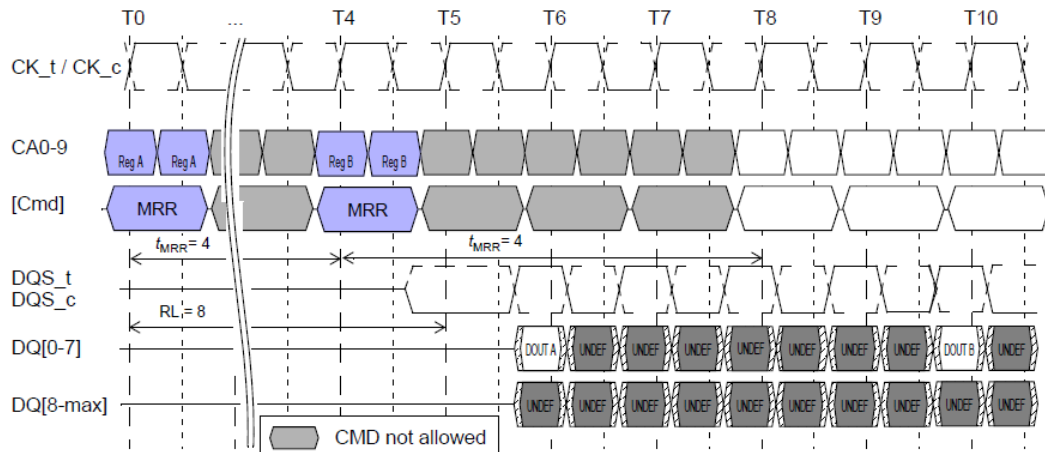 T0 ... T4 T5 T6 T7 T8 T9 T10
CK_t / CK_c
CA0-9 Reg A Reg A Reg B Reg B
[Cmd] MRR MRR
tMRR= 4 tMRR= 4
DQS_t
DQS_c
RL = 8
DQ[0-7] DOUT A UNDEF UNDEF UNDEF UNDEF UNDEF UNDEF UNDEF DOUT B UNDEF
DQ[8-max] UNDEF UNDEF UNDEF UNDEF UNDEF UNDEF UNDEF UNDEF UNDEF UNDEF
CMD not allowed